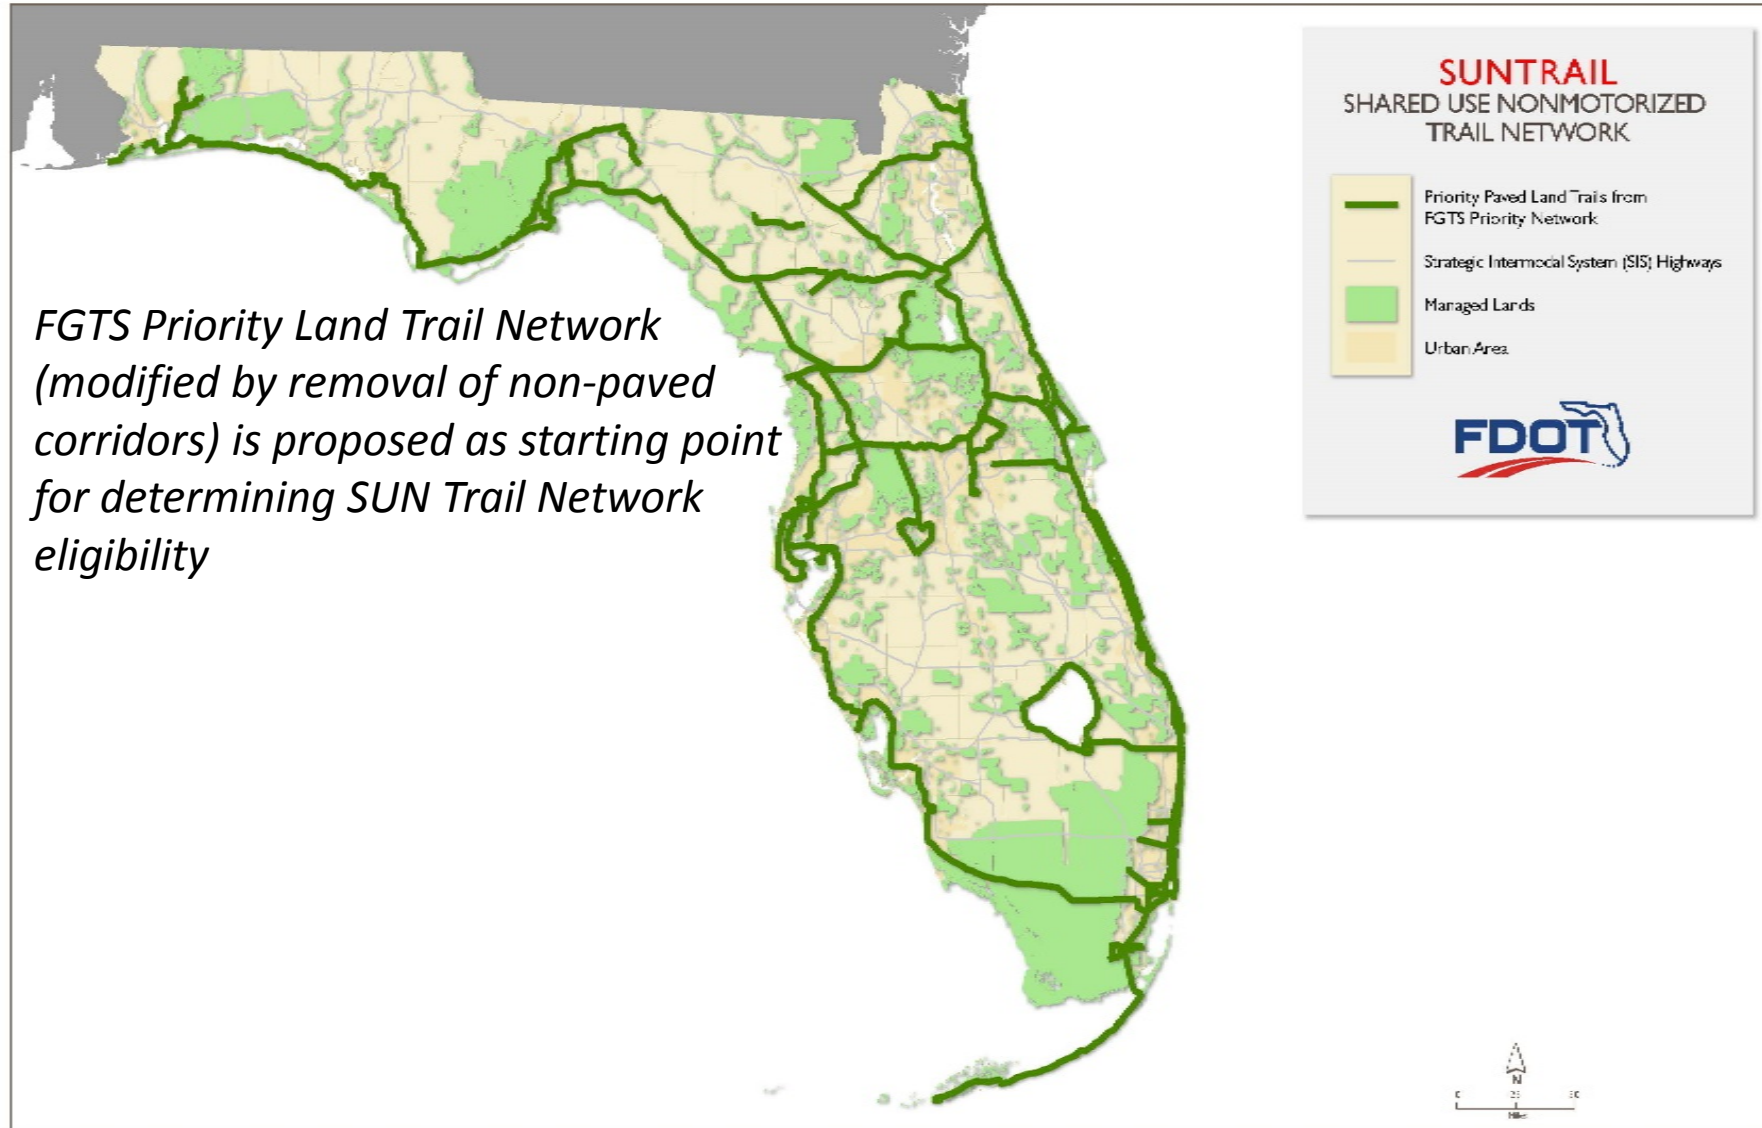 SUNTRAIL
SHARED USE NONMOTORIZED
TRAIL NETWORK
Priority Paved Land Trails from
FGTS Priority Network
Strategic Intermodal System (SIS) Highways
Managed Lands
Urban Area
FDOT
FGTS Priority Land Trail Network
(modified by removal of non-paved
corridors) is proposed as starting point
for determining SUN Trail Network
eligibility
N
Miles